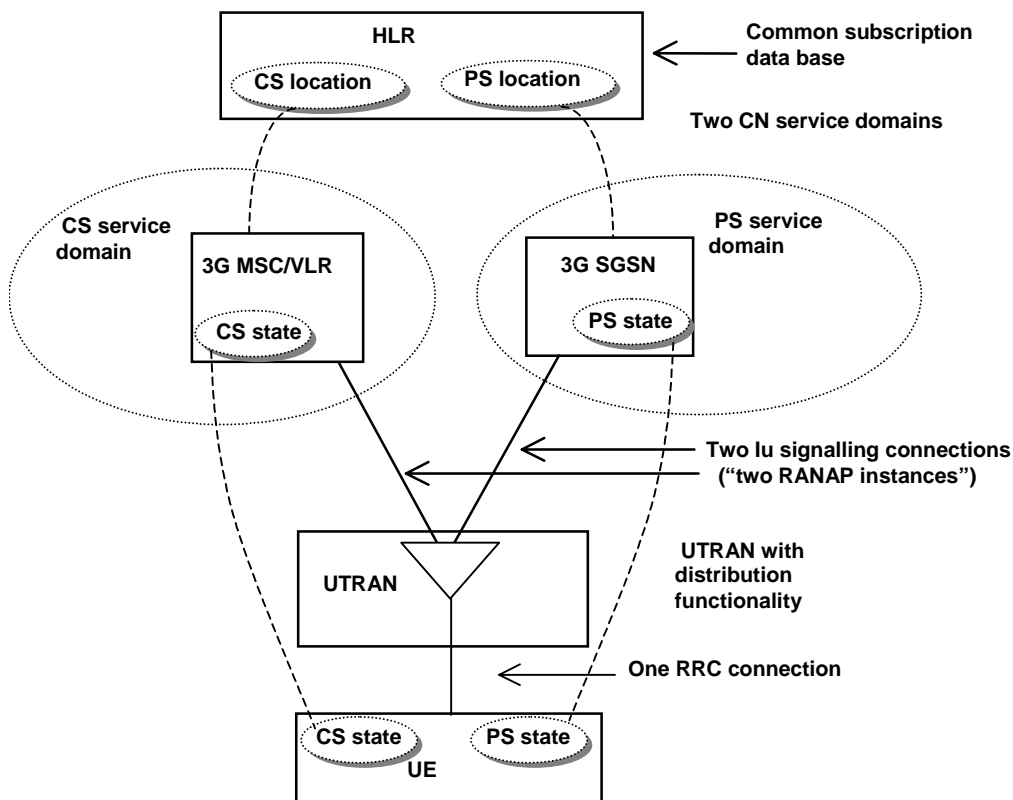 HLR
Common subscription
data base
CS location
PS location
Two CN service domains
CS service
domain
PS service
domain
3G MSC/VLR
3G SGSN
CS state
PS state
Two Iu signalling connections
(“two RANAP instances”)
UTRAN
UTRAN with
distribution
functionality
One RRC connection
CS state
PS state
UE